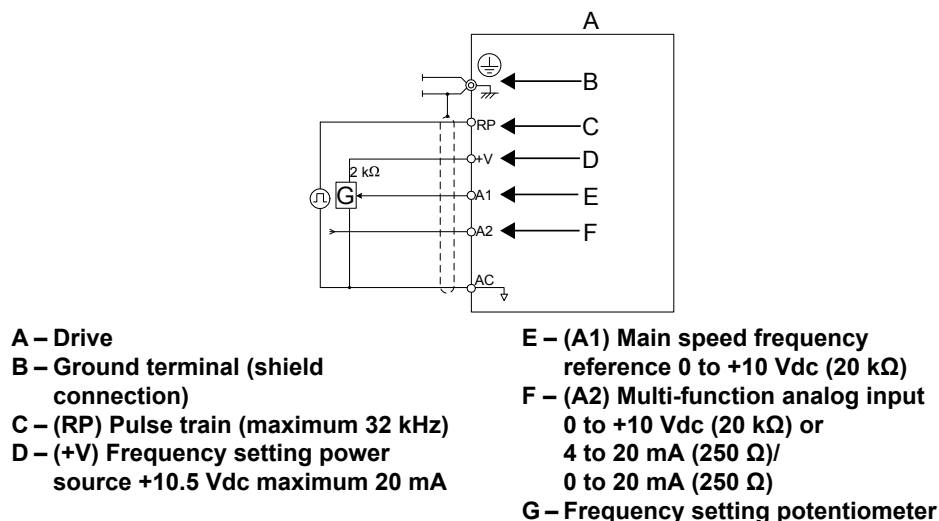 A
B
RP
C
+V
D
2 kΩ
G
A1
E
A2
F
AC
A – Drive
B – Ground terminal (shield
connection)
C – (RP) Pulse train (maximum 32 kHz)
D – (+V) Frequency setting power
source +10.5 Vdc maximum 20 mA
E – (A1) Main speed frequency
reference 0 to +10 Vdc (20 kΩ)
F – (A2) Multi-function analog input
0 to +10 Vdc (20 kΩ) or
4 to 20 mA (250 Ω)/
0 to 20 mA (250 Ω)
G – Frequency setting potentiometer